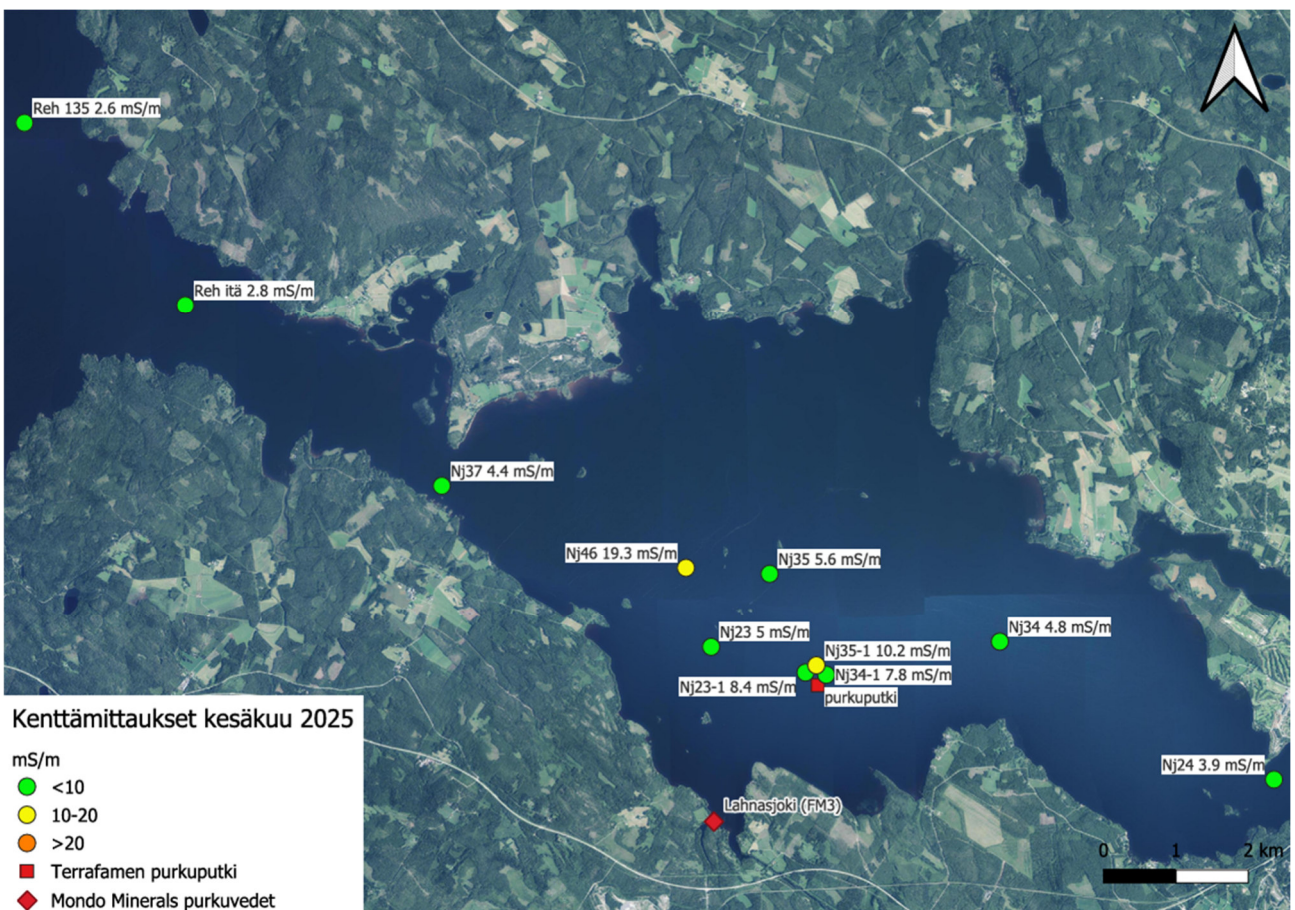 Reh 135 2.6 mS/m
Reh itä 2.8 mS/m
Nj37 4.4 mS/m
Nj46 19.3 mS/m
Nj35 5.6 mS/m
Nj23 5 mS/m
Nj34 4.8 mS/m
Nj35-1 10.2 mS/m
Nj34-1 7.8 mS/m
Nj23-1 8.4 mS/m
purkuputki
Nj24 3.9 mS/m
Lahnasjoki (FM3)
0 1 2 km
Kenttämittaukset kesäkuu 2025
mS/m
<10
10-20
>20
Terrafamen purkuputki
Mondo Minerals purkuvedet